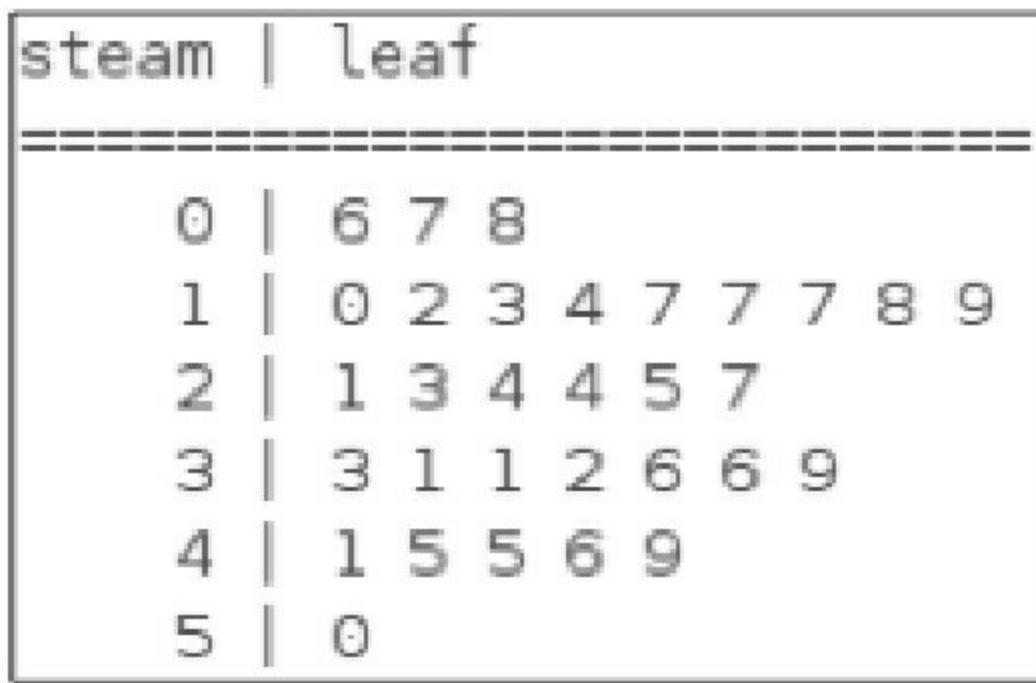 steam | leaf
==========================
0 | 6 7 8
1 | 0 2 3 4 7 7 7 8 9
2 | 1 3 4 4 5 7
3 | 3 1 1 2 6 6 9
4 | 1 5 5 6 9
5 | 0